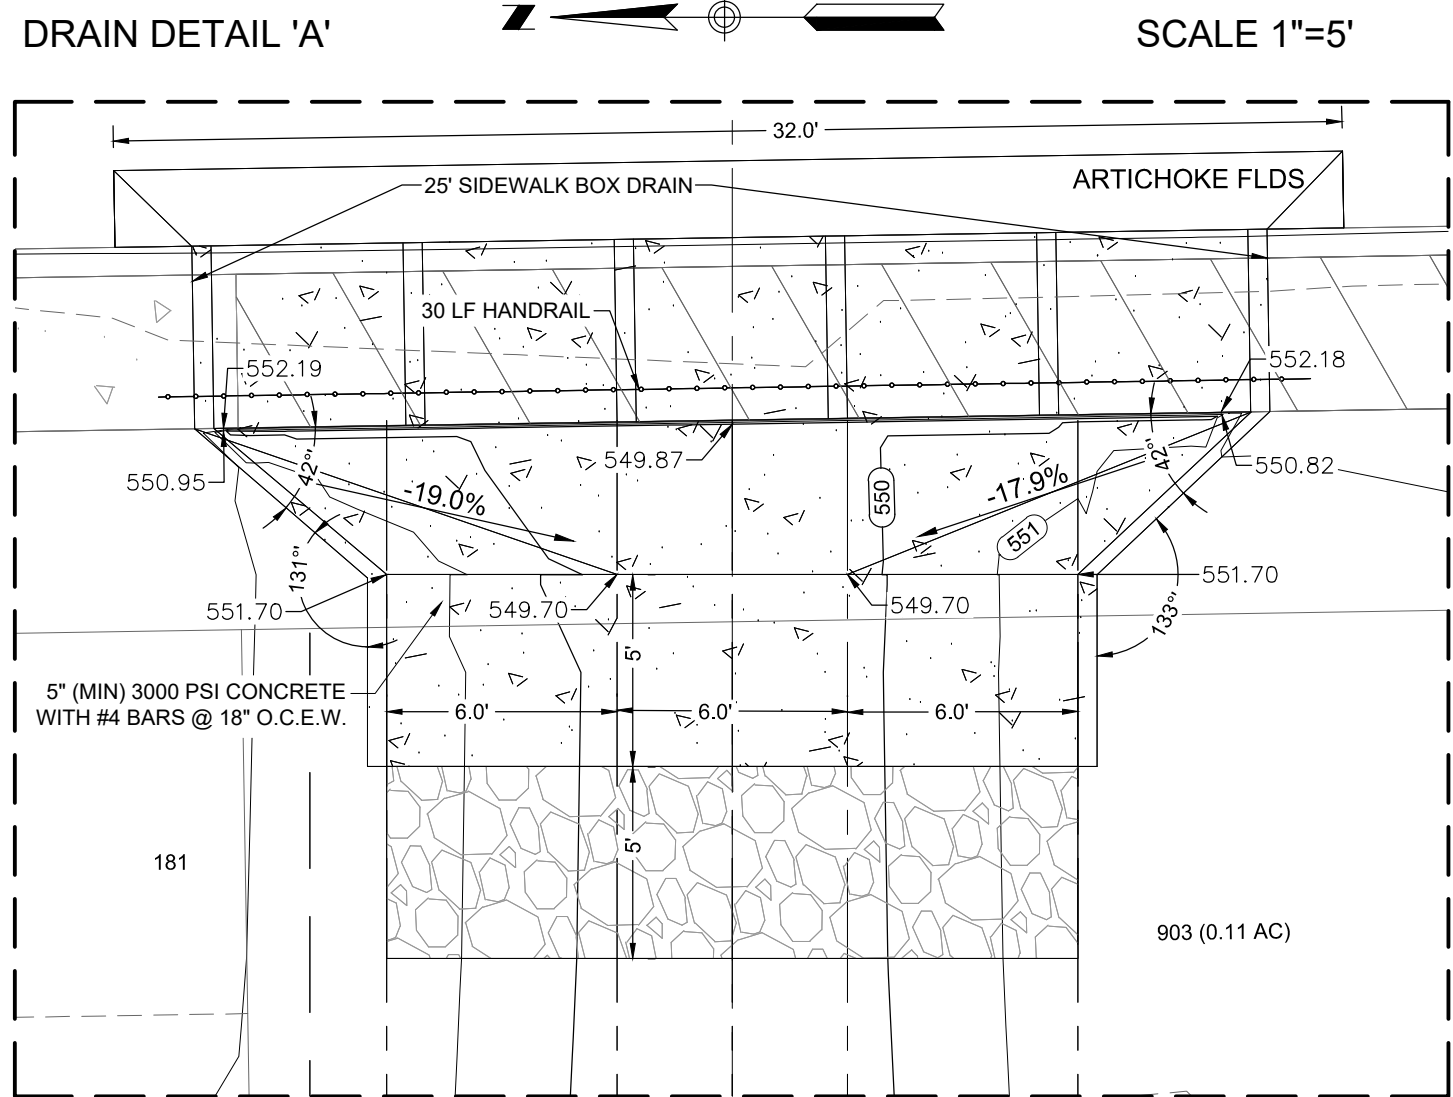 DRAIN DETAIL 'A'
N
SCALE 1"=5'
32.0'
25' SIDEWALK BOX DRAIN
ARTICHOKE FLDS
30 LF HANDRAIL
552.19
552.18
549.87
550.95
550.82
42°'
42°'
-19.0%
-17.9%
550
551
131°'
133°'
551.70
549.70
549.70
551.70
5'
5" (MIN) 3000 PSI CONCRETE
WITH #4 BARS @ 18" O.C.E.W.
6.0'
6.0'
6.0'
5'
181
903 (0.11 AC)